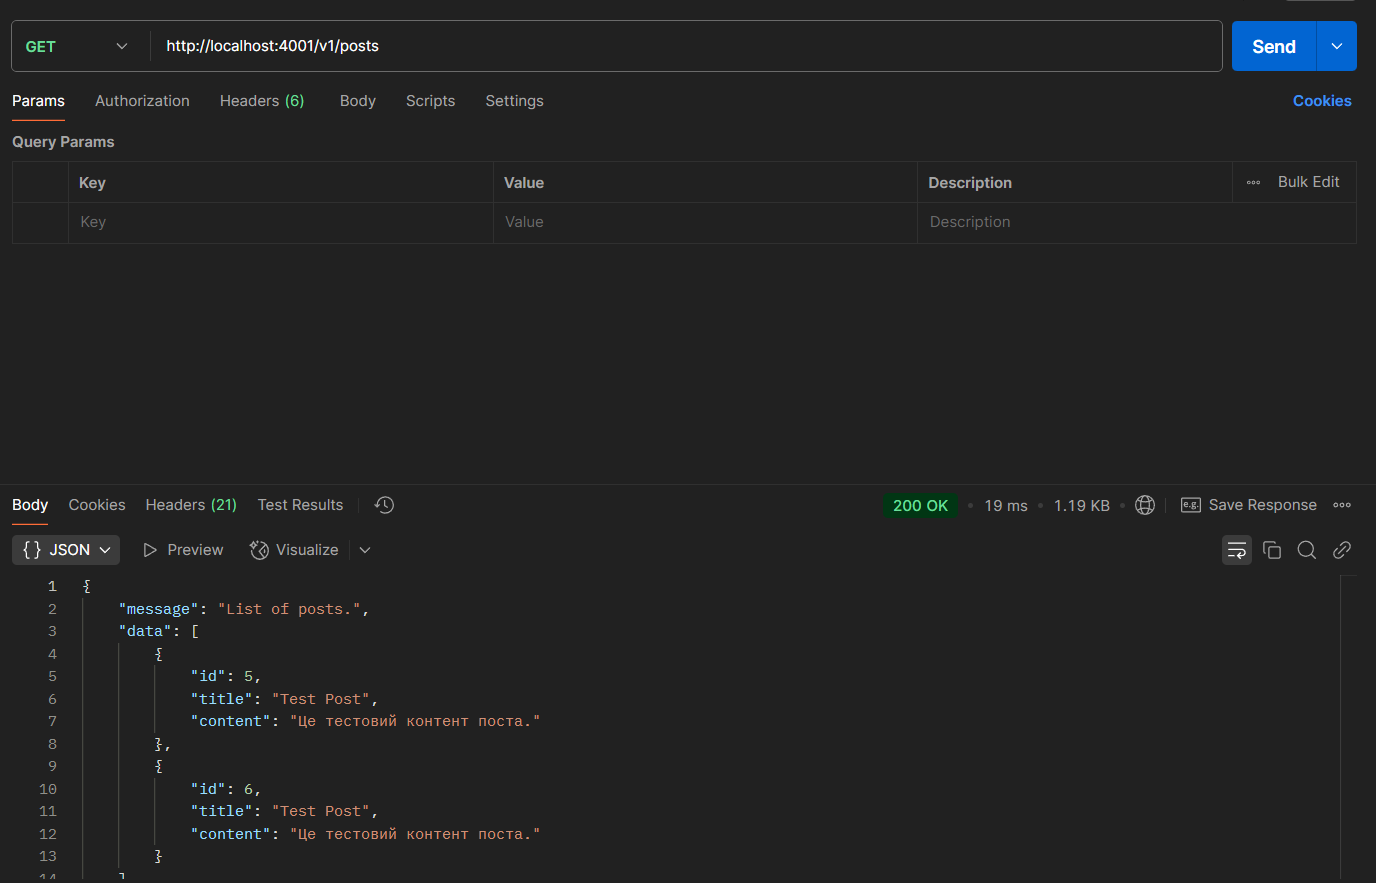 GET http://localhost:4001/v1/posts Send
Params Authorization Headers (6) Body Scripts Settings Cookies
Query Params
Key Value Description Bulk Edit
Key Value Description
Body Cookies Headers (21) Test Results 200 OK 19 ms 1.19 KB e.g. Save Response
{} JSON Preview Visualize
1 {
2 "message": "List of posts.",
3 "data": [
4 {
5 "id": 5,
6 "title": "Test Post",
7 "content": "Це тестовий контент поста."
8 },
9 {
10 "id": 6,
11 "title": "Test Post",
12 "content": "Це тестовий контент поста."
13 }
14 ]